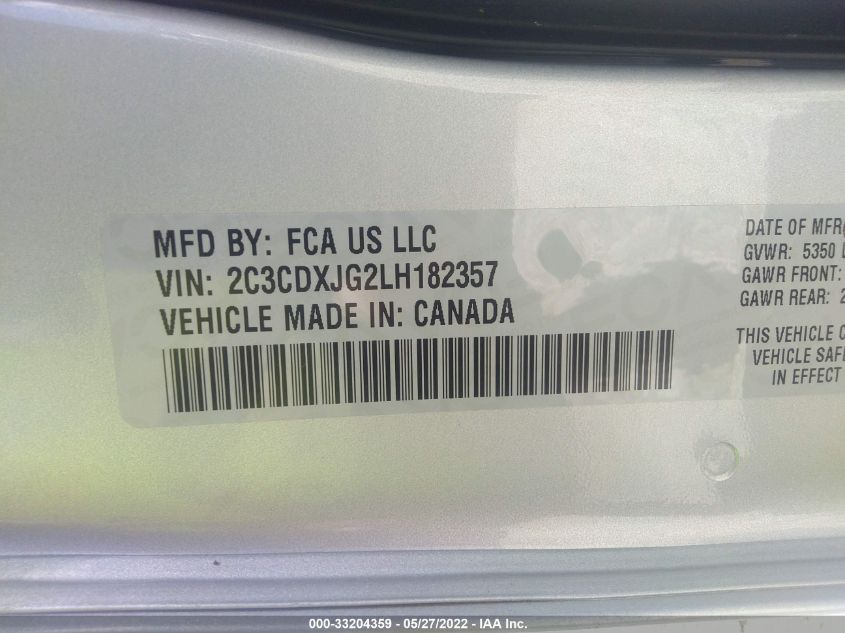 MFD BY: FCA US LLC
VIN: 2C3CDXJG2LH182357
VEHICLE MADE IN: CANADA
DATE OF MFR
GVWR: 5350
GAWR FRONT:
GAWR REAR: 2
THIS VEHICLE
VEHICLE SAFE
IN EFFECT
000-33204359 - 05/27/2022 - IAA Inc.